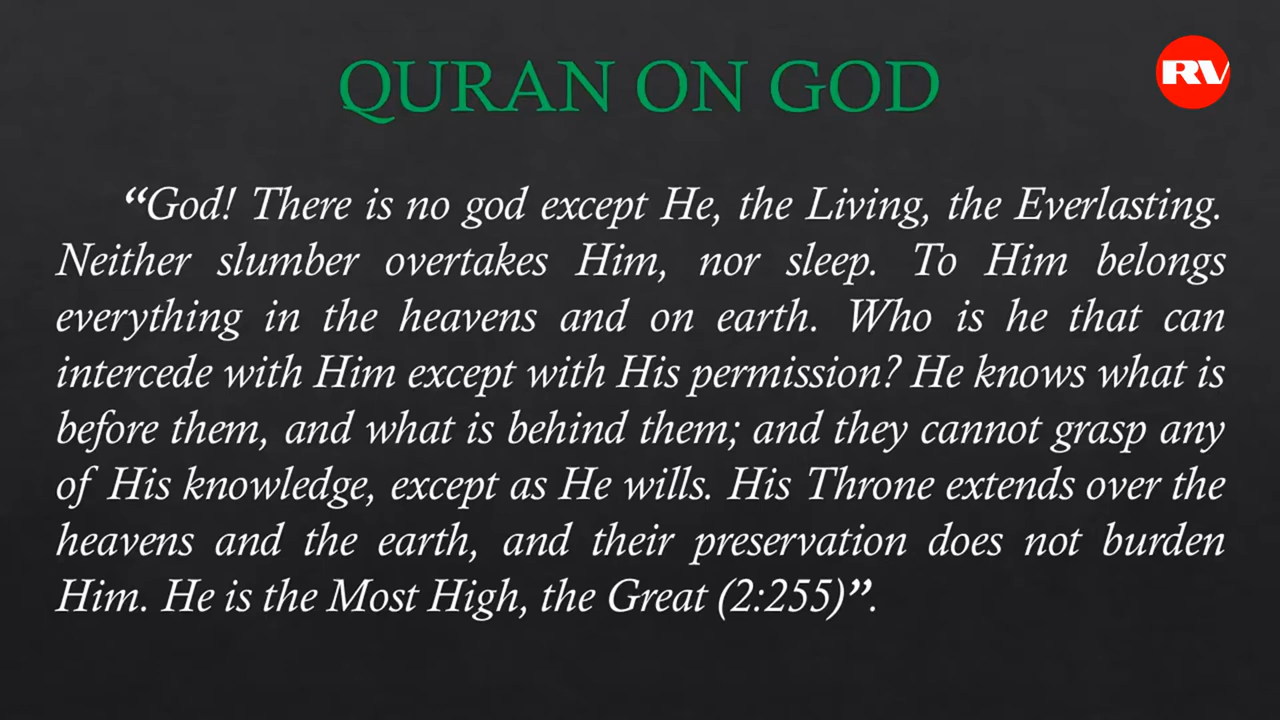 QURAN ON GOD
RV
“God! There is no god except He, the Living, the Everlasting.
Neither slumber overtakes Him, nor sleep. To Him belongs
everything in the heavens and on earth. Who is he that can
intercede with Him except with His permission? He knows what is
before them, and what is behind them; and they cannot grasp any
of His knowledge, except as He wills. His Throne extends over the
heavens and the earth, and their preservation does not burden
Him. He is the Most High, the Great (2:255)”.